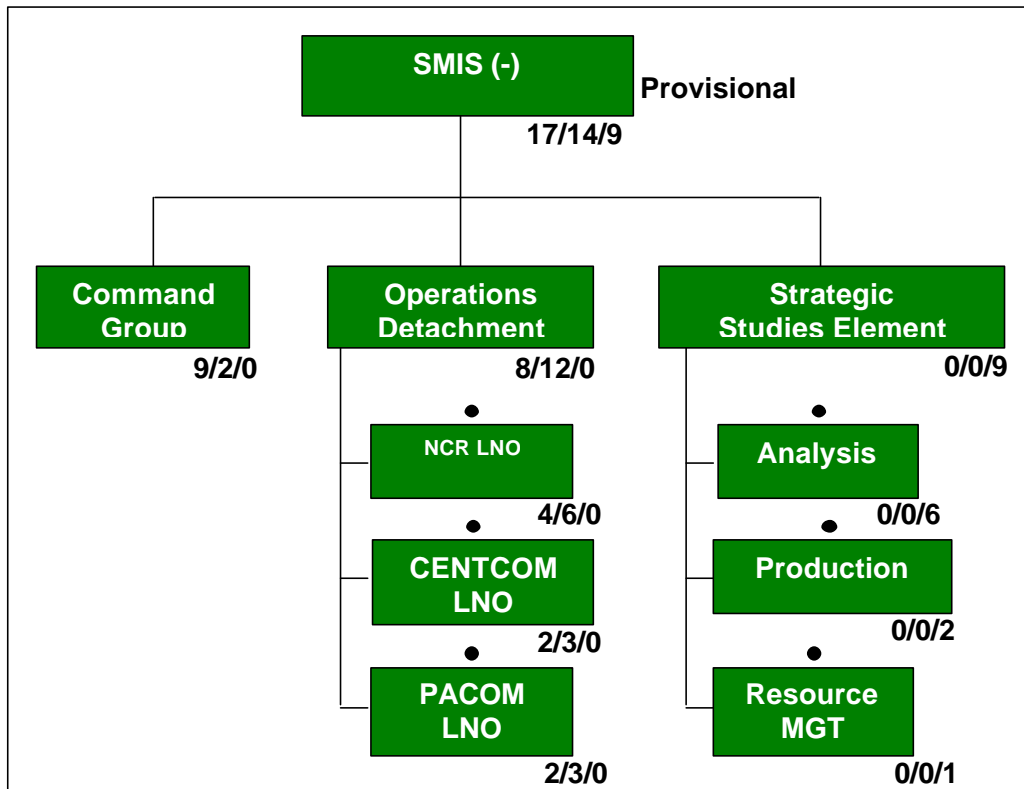 SMIS (-)
Provisional
17/14/9
Command
Group
9/2/0
Operations
Detachment
8/12/0
Strategic
Studies Element
0/0/9
NCR LNO
4/6/0
CENTCOM
LNO
2/3/0
PACOM
LNO
2/3/0
Analysis
0/0/6
Production
0/0/2
Resource
MGT
0/0/1